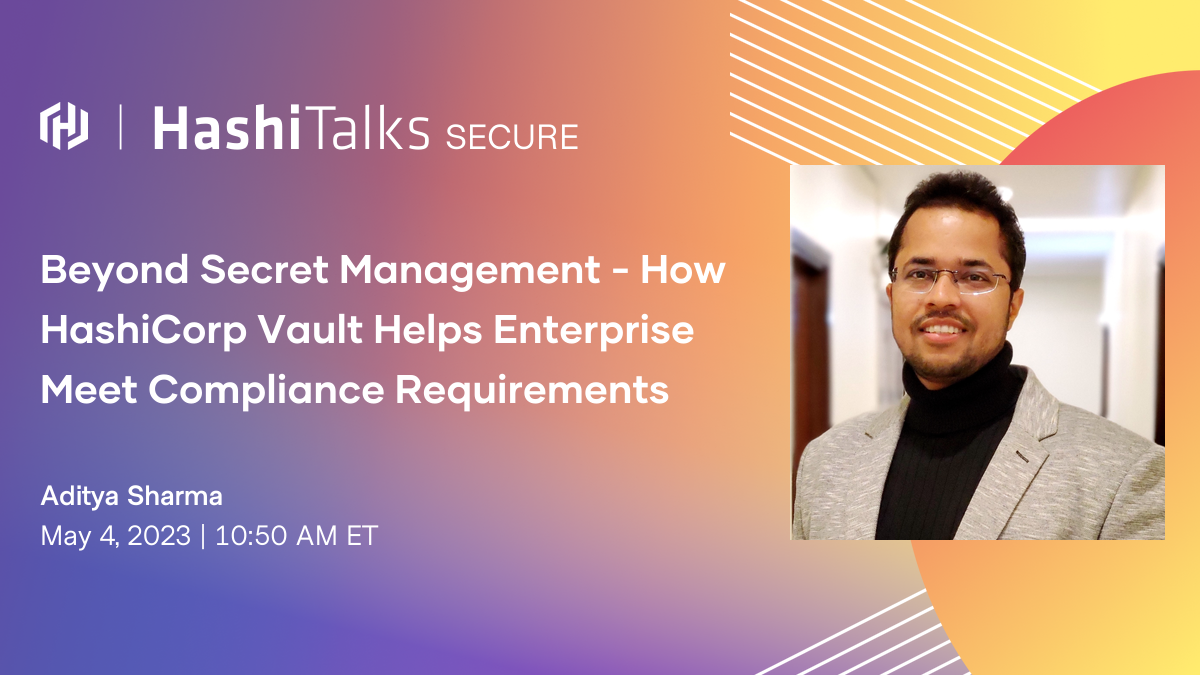 HashiTalks SECURE
Beyond Secret Management - How
HashiCorp Vault Helps Enterprise
Meet Compliance Requirements
Aditya Sharma
May 4, 2023 | 10:50 AM ET